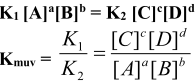 K₁ [A]ᵃ[B]ᵇ = K₂ [C]ᶜ[D]ᵈ
Kₘᵤᵥ = K₁/K₂ = [C]ᶜ[D]ᵈ/[A]ᵃ[B]ᵇ